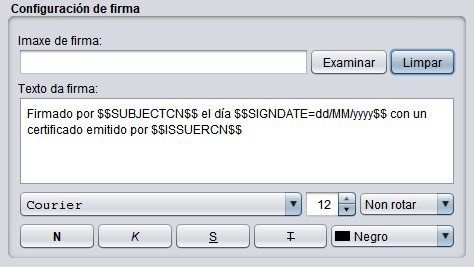 Configuración de firma
Imaxe de firma:
Examinar Limpar
Texto da firma:
Firmado por $$SUBJECTCN$$ el día $$SIGNDATE=dd/MM/yyyy$$ con un
certificado emitido por $$ISSUERCN$$
Courier 12 Non rotar
N K S T Negro